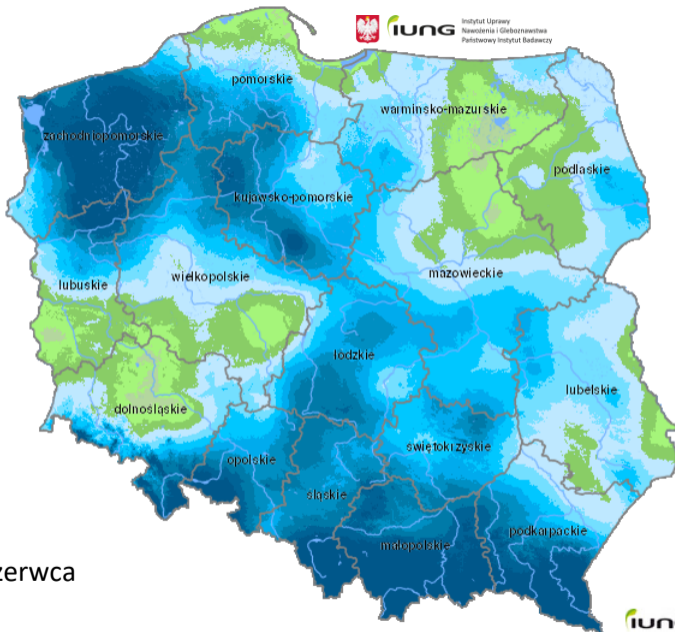 IUNG Instytut Uprawy
Nawożenia i Gleboznawstwa
Państwowy Instytut Badawczy
pomorskie
warmińsko-mazurskie
zachodniopomorskie
podlaskie
kujawsko-pomorskie
mazowieckie
wielkopolskie
lubuskie
łódzkie
lubelskie
dolnośląskie
świętokrzyskie
opolskie
śląskie
podkarpackie
małopolskie
zerwca
IUN